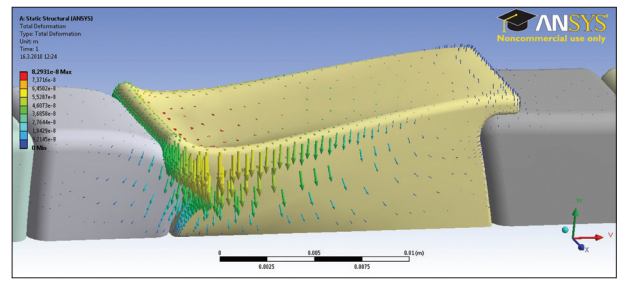 A: Static Structural (ANSYS)
Total Deformation
Type: Total Deformation
Unit: m
Time: 1
16.3.2010 12:24
8,2931e-8 Max
7,3716e-8
6,4502e-8
5,5287e-8
4,6073e-8
3,6858e-8
2,7644e-8
1,8429e-8
9,2145e-9
0 Min
ANSYS
Noncommercial use only
0
0.005
0.01 (m)
0.0025
0.0075
X